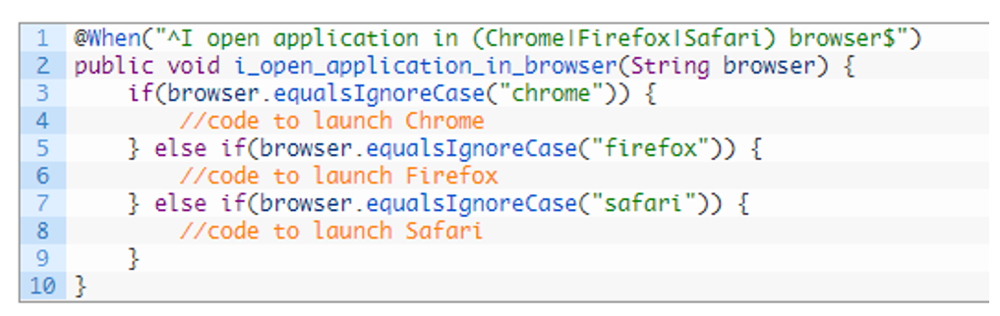 1 @When("^I open application in (Chrome|Firefox|Safari) browser$")
2 public void i_open_application_in_browser(String browser) {
3     if(browser.equalsIgnoreCase("chrome")) {
4         //code to launch Chrome
5     } else if(browser.equalsIgnoreCase("firefox")) {
6         //code to launch Firefox
7     } else if(browser.equalsIgnoreCase("safari")) {
8         //code to launch Safari
9     }
10 }